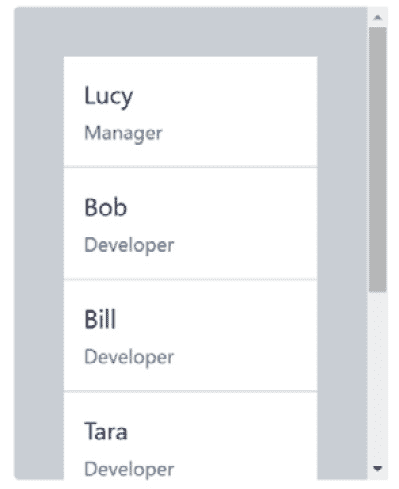 Lucy
Manager
Bob
Developer
Bill
Developer
Tara
Developer